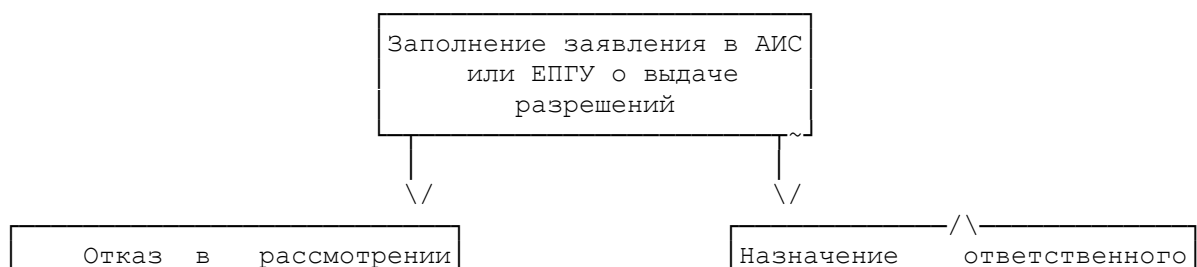 Заполнение заявления в АИС
или ЕПГУ о выдаче
разрешений
Отказ в рассмотрении
Назначение ответственного